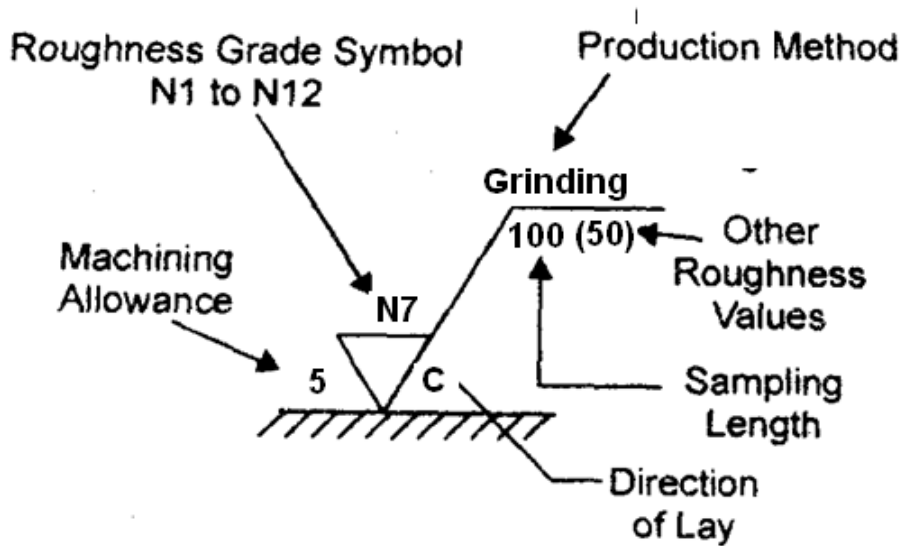 Roughness Grade Symbol
N1 to N12
Production Method
Grinding
100 (50)
Other
Roughness
Values
Machining
Allowance
N7
5
C
Sampling
Length
Direction
of Lay